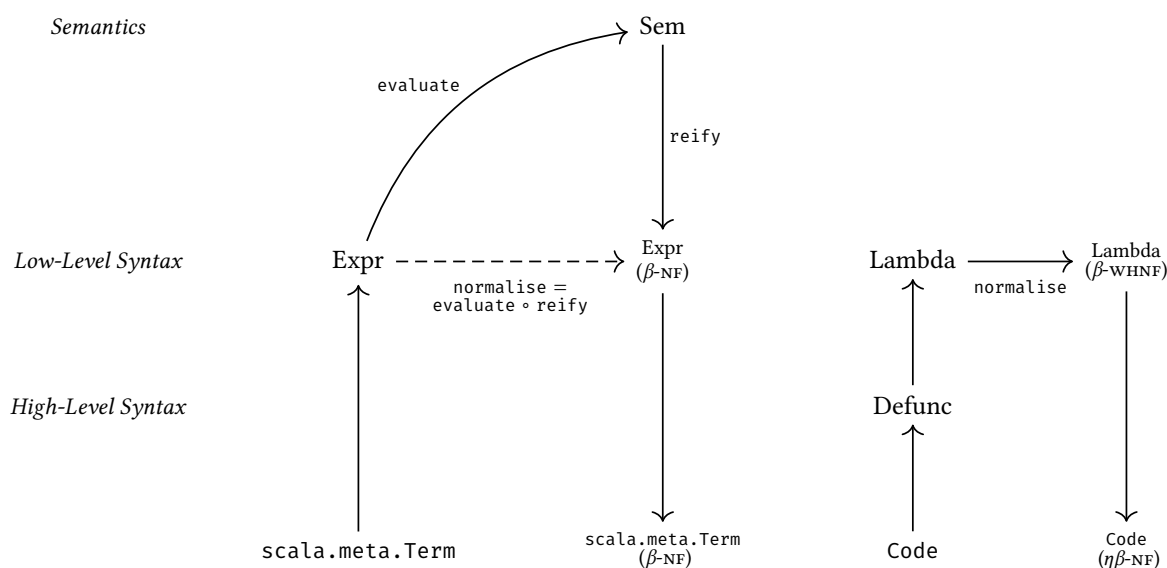 Semantics
Sem
evaluate
reify
Low-Level Syntax
Expr
Expr
(β-NF)
Lambda
Lambda
(β-WHNF)
normalise =
evaluate ∘ reify
normalise
High-Level Syntax
Defunc
scala.meta.Term
scala.meta.Term
(β-NF)
Code
Code
(ηβ-NF)